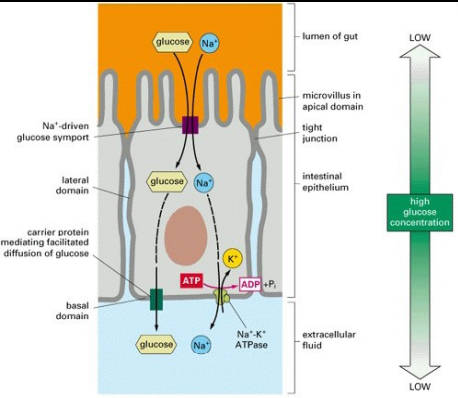 glucose
Na⁺
lumen of gut
LOW
microvillus in
apical domain
Na⁺-driven
glucose symport
tight
junction
glucose
Na⁺
intestinal
epithelium
lateral
domain
high
glucose
concentration
carrier protein
mediating facilitated
diffusion of glucose
K⁺
ATP
ADP +Pᵢ
basal
domain
glucose
Na⁺
Na⁺-K⁺
ATPase
extracellular
fluid
LOW